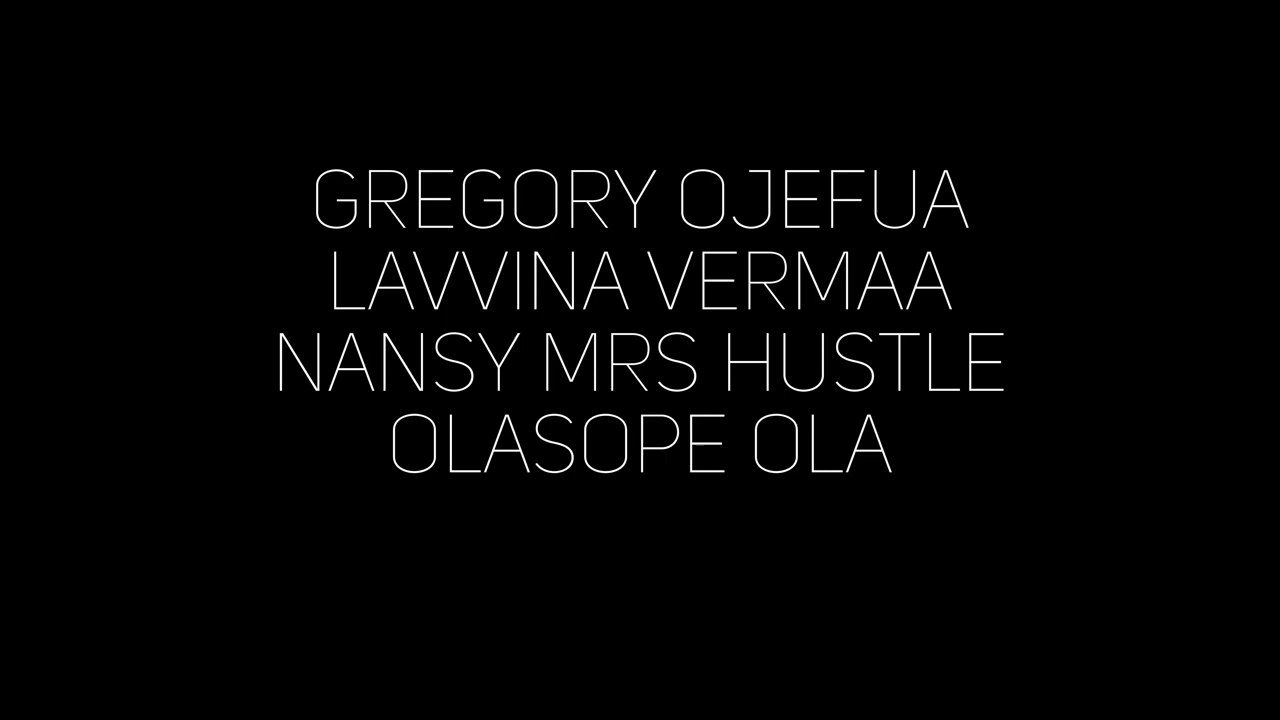 GREGORY OJEFUA
LAVVINA VERMAA
NANSY MRS HUSTLE
OLASOPE OLA